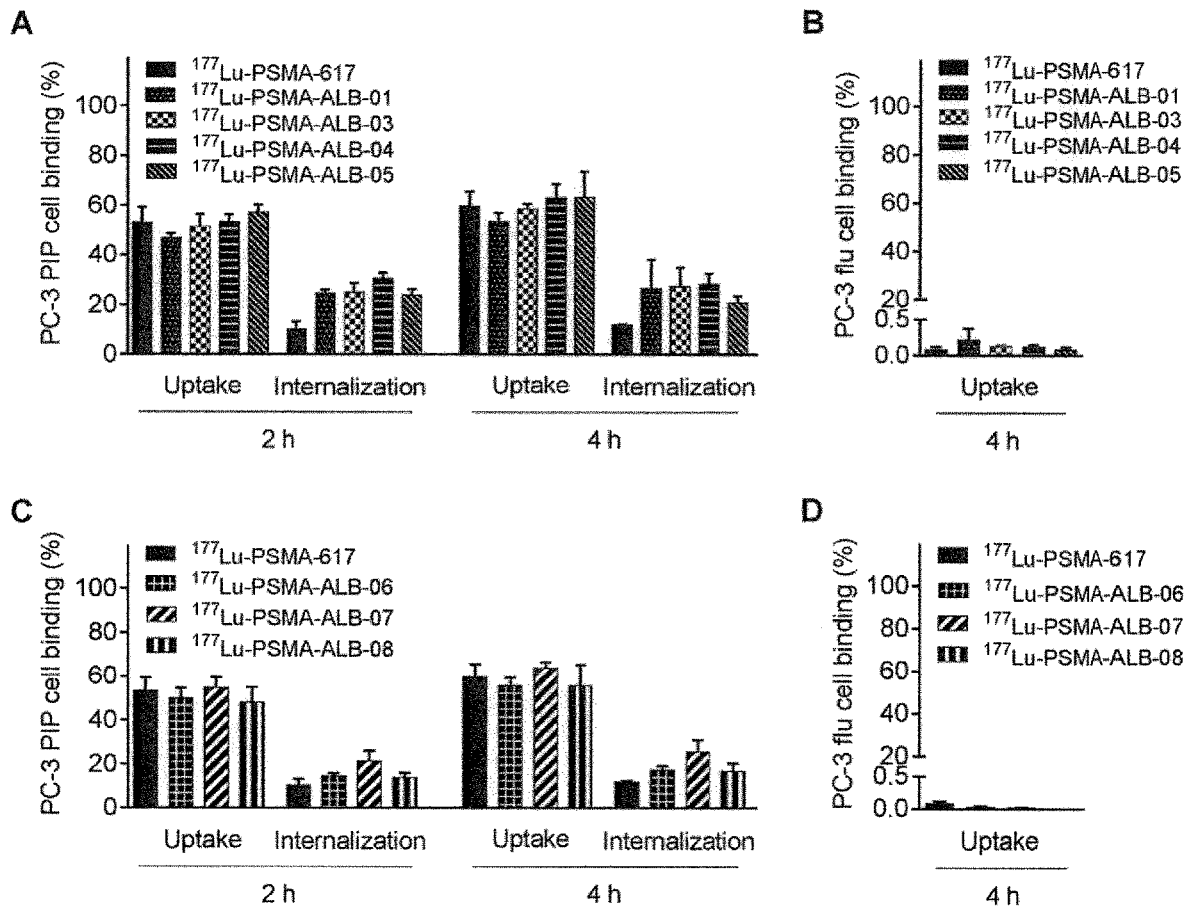 A
PC-3 PIP cell binding (%)
100
80
60
40
20
0
177Lu-PSMA-617
177Lu-PSMA-ALB-01
177Lu-PSMA-ALB-03
177Lu-PSMA-ALB-04
177Lu-PSMA-ALB-05
Uptake Internalization Uptake Internalization
2 h 4 h
B
PC-3 flu cell binding (%)
100
80
60
40
20
0.5
0.0
177Lu-PSMA-617
177Lu-PSMA-ALB-01
177Lu-PSMA-ALB-03
177Lu-PSMA-ALB-04
177Lu-PSMA-ALB-05
Uptake
4 h
C
PC-3 PIP cell binding (%)
100
80
60
40
20
0
177Lu-PSMA-617
177Lu-PSMA-ALB-06
177Lu-PSMA-ALB-07
177Lu-PSMA-ALB-08
Uptake Internalization Uptake Internalization
2 h 4 h
D
PC-3 flu cell binding (%)
100
80
60
40
20
0.5
0.0
177Lu-PSMA-617
177Lu-PSMA-ALB-06
177Lu-PSMA-ALB-07
177Lu-PSMA-ALB-08
Uptake
4 h